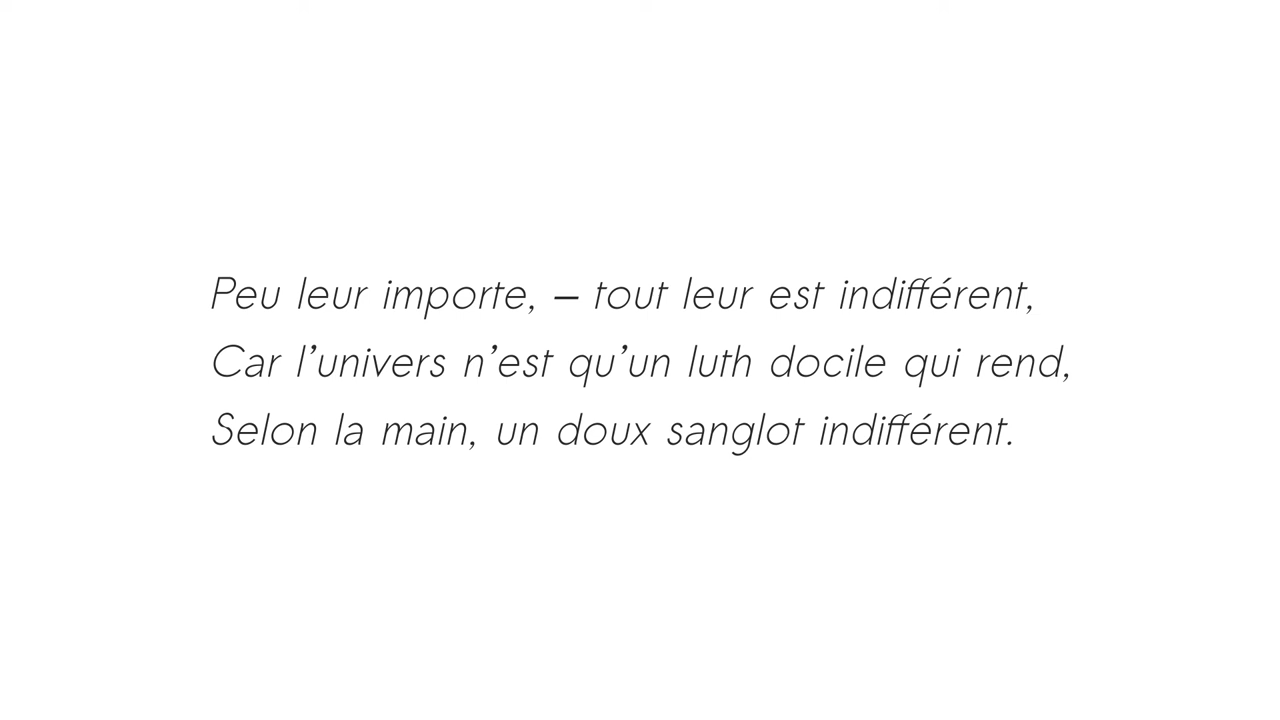 Peu leur importe, – tout leur est indifférent,
Car l’univers n’est qu’un luth docile qui rend,
Selon la main, un doux sanglot indifférent.